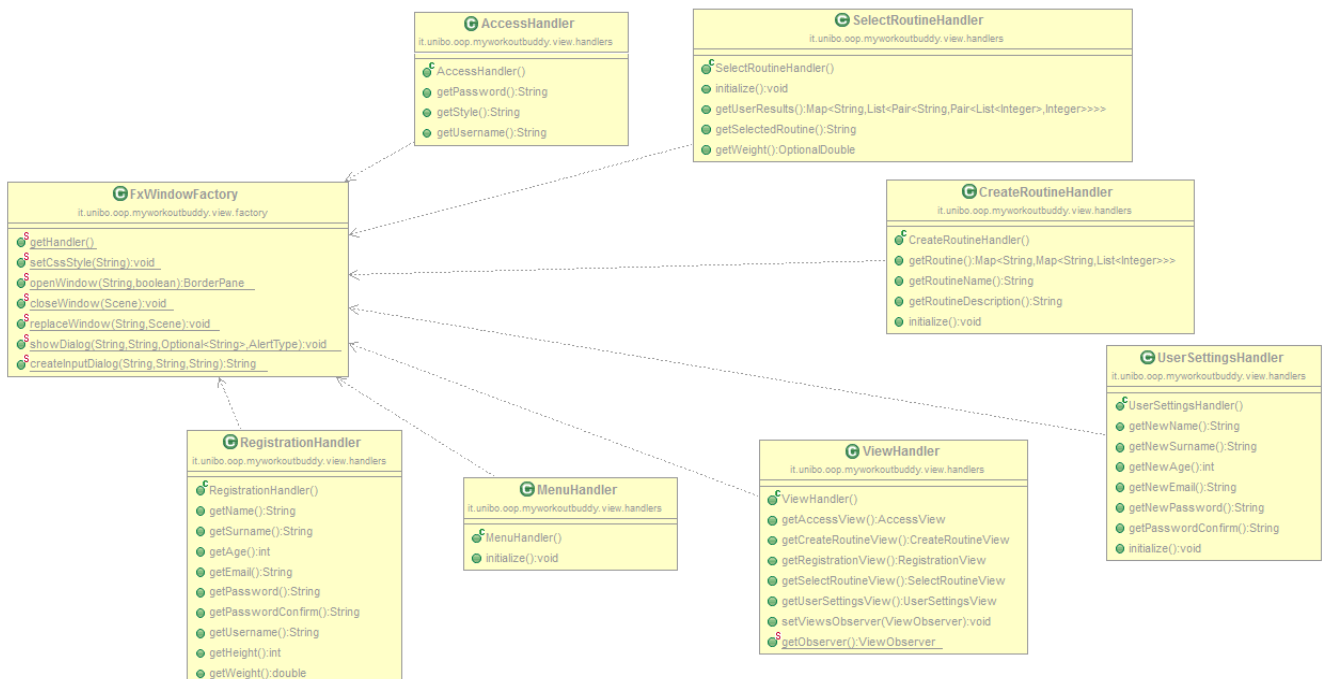 AccessHandler
it.unibo.oop.myworkoutbuddy.view.handlers
AccessHandler()
getPassword():String
getStyle():String
getUsername():String
SelectRoutineHandler
it.unibo.oop.myworkoutbuddy.view.handlers
SelectRoutineHandler()
initialize():void
getUserResults():Map<String,List<Pair<String,Pair<List<Integer>,Integer>>>>
getSelectedRoutine():String
getWeight():OptionalDouble
FxWindowFactory
it.unibo.oop.myworkoutbuddy.view.factory
getHandler()
setCssStyle(String):void
openWindow(String,boolean):BorderPane
closeWindow(Scene):void
replaceWindow(String,Scene):void
showDialog(String,String,Optional<String>,AlertType):void
createInputDialog(String,String,String):String
CreateRoutineHandler
it.unibo.oop.myworkoutbuddy.view.handlers
CreateRoutineHandler()
getRoutine():Map<String,Map<String,List<Integer>>>
getRoutineName():String
getRoutineDescription():String
initialize():void
UserSettingsHandler
it.unibo.oop.myworkoutbuddy.view.handlers
UserSettingsHandler()
getNewName():String
getNewSurname():String
getNewAge():int
getNewEmail():String
getNewPassword():String
getPasswordConfirm():String
initialize():void
RegistrationHandler
it.unibo.oop.myworkoutbuddy.view.handlers
RegistrationHandler()
getName():String
getSurname():String
getAge():int
getEmail():String
getPassword():String
getPasswordConfirm():String
getUsername():String
getHeight():int
getWeight():double
MenuHandler
it.unibo.oop.myworkoutbuddy.view.handlers
MenuHandler()
initialize():void
ViewHandler
it.unibo.oop.myworkoutbuddy.view.handlers
ViewHandler()
getAccessView():AccessView
getCreateRoutineView():CreateRoutineView
getRegistrationView():RegistrationView
getSelectRoutineView():SelectRoutineView
getUserSettingsView():UserSettingsView
setViewsObserver(ViewObserver):void
getObserver():ViewObserver